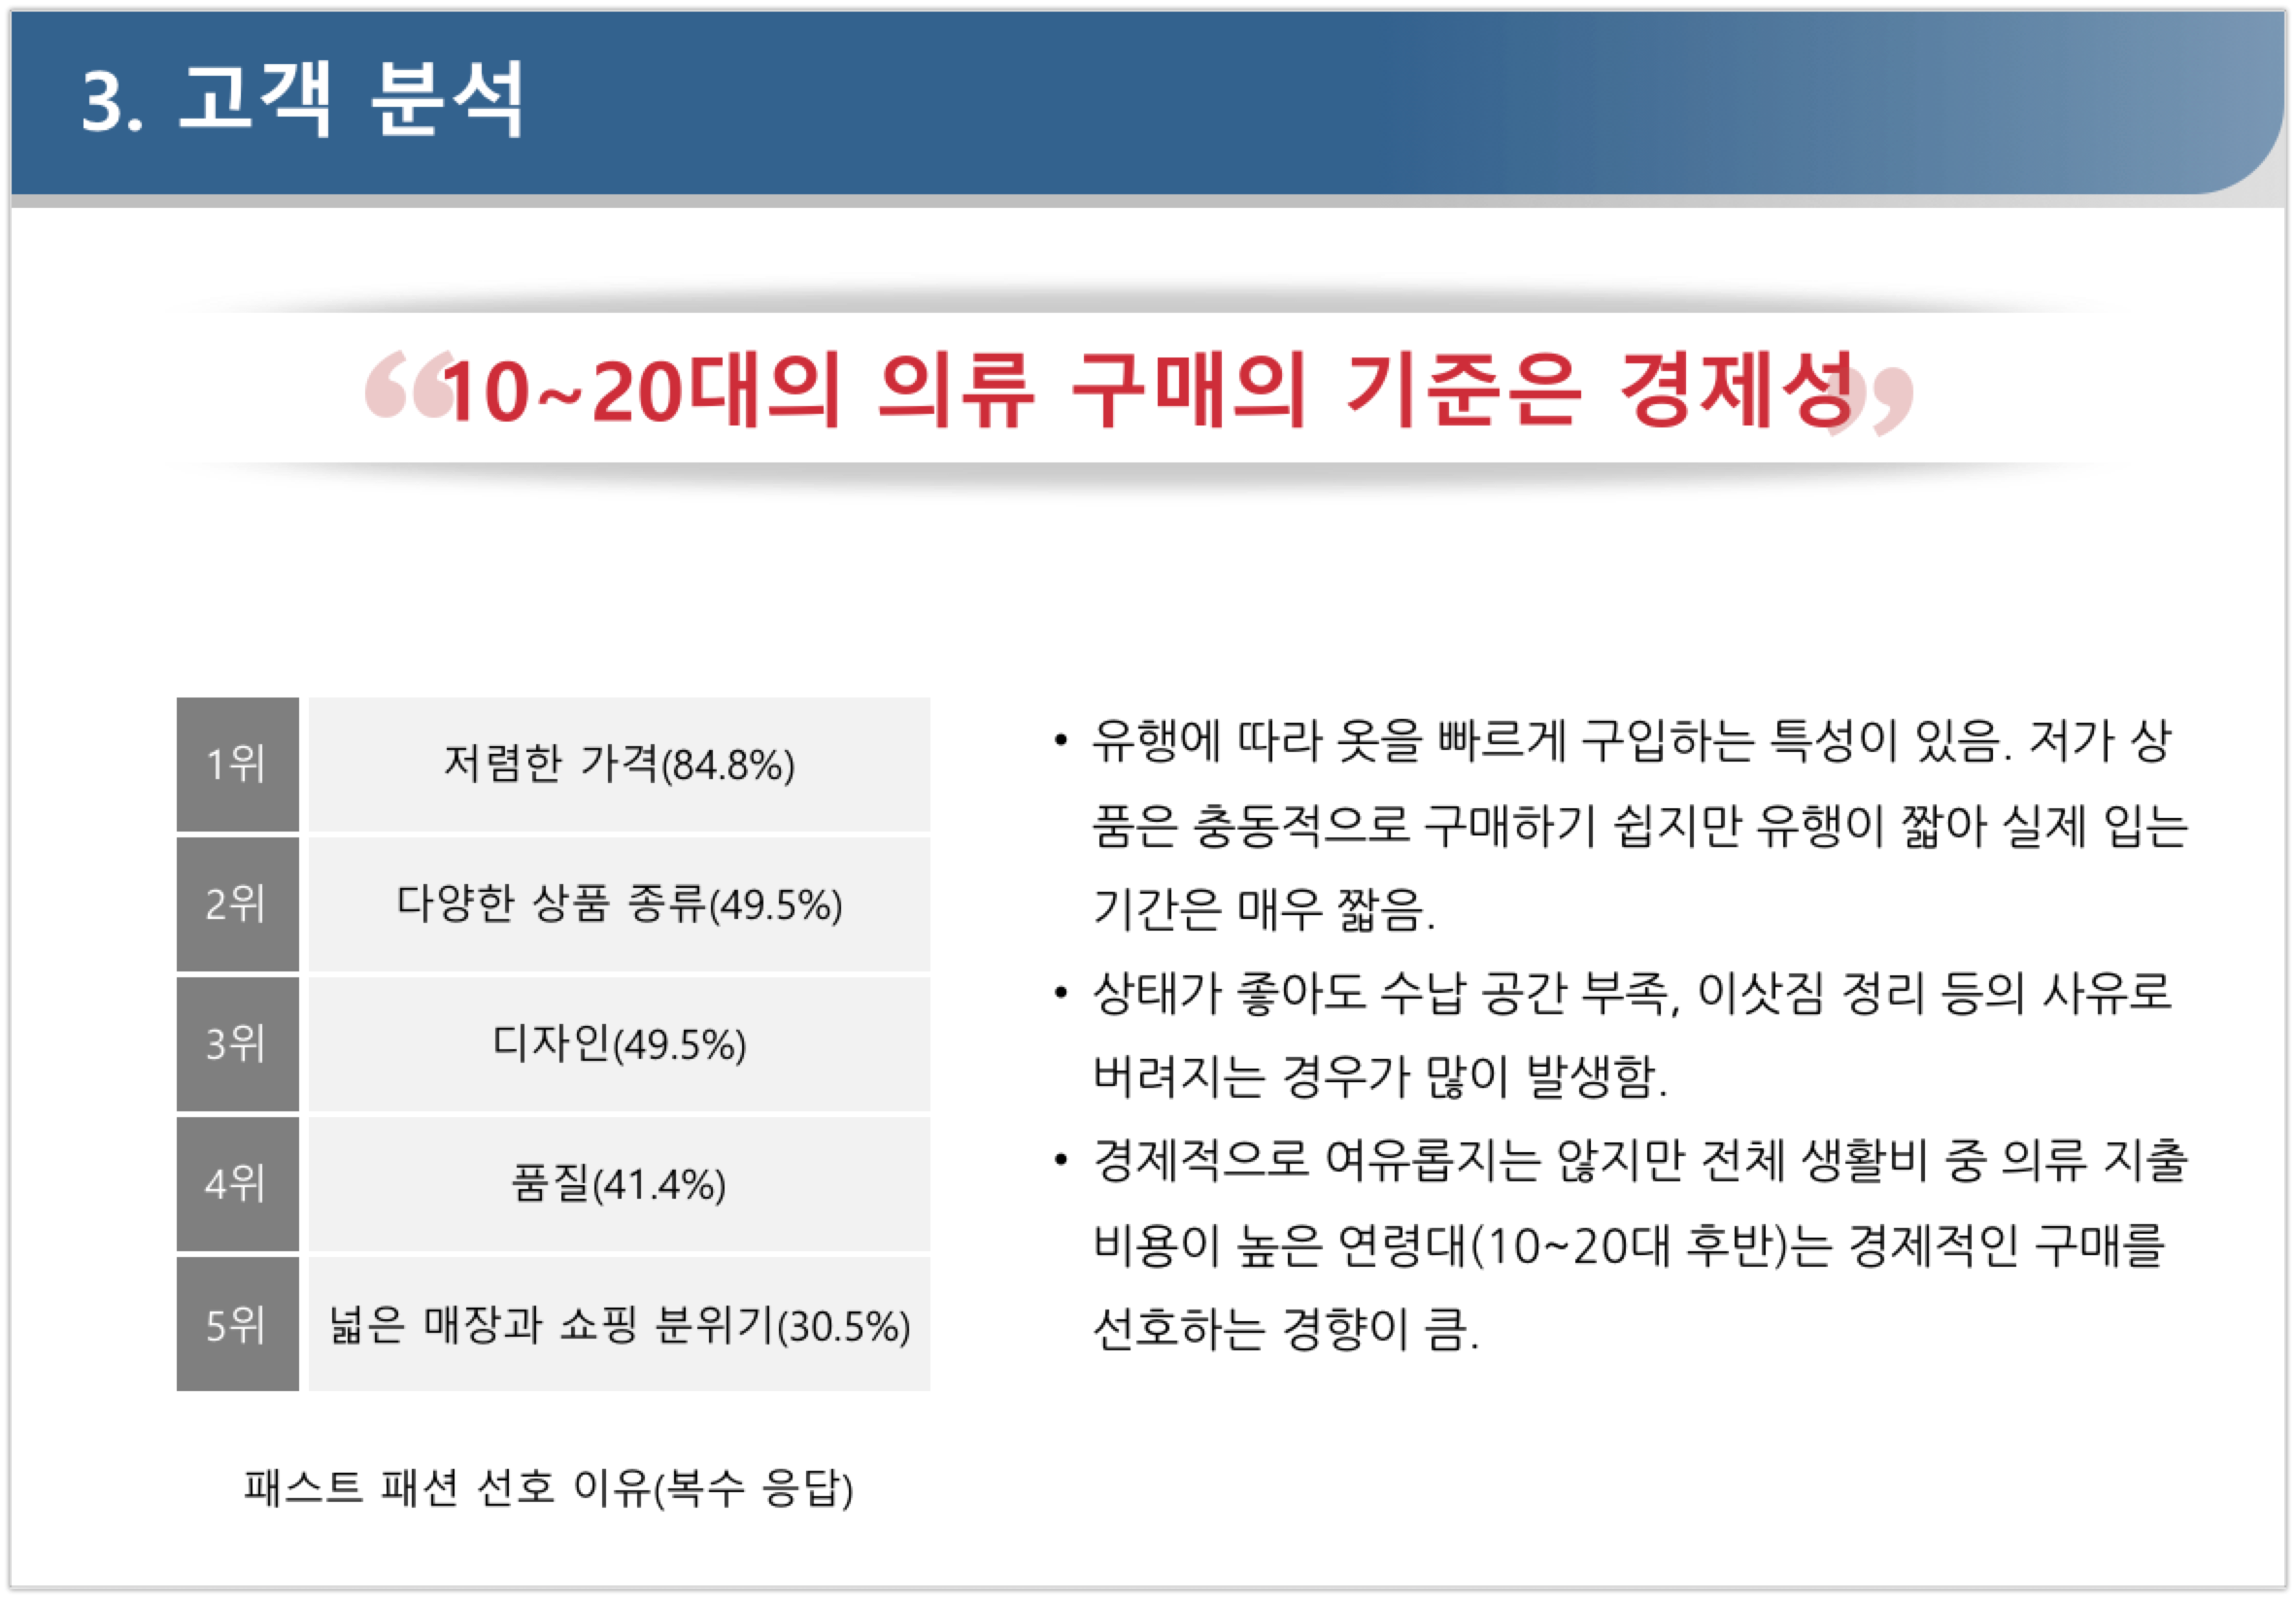 3. 고객 분석
“10~20대의 의류 구매의 기준은 경제성”
1위 저렴한 가격(84.8%)
2위 다양한 상품 종류(49.5%)
3위 디자인(49.5%)
4위 품질(41.4%)
5위 넓은 매장과 쇼핑 분위기(30.5%)
패스트 패션 선호 이유(복수 응답)
• 유행에 따라 옷을 빠르게 구입하는 특성이 있음. 저가 상
품은 충동적으로 구매하기 쉽지만 유행이 짧아 실제 입는
기간은 매우 짧음.
• 상태가 좋아도 수납 공간 부족, 이삿짐 정리 등의 사유로
버려지는 경우가 많이 발생함.
• 경제적으로 여유롭지는 않지만 전체 생활비 중 의류 지출
비용이 높은 연령대(10~20대 후반)는 경제적인 구매를
선호하는 경향이 큼.